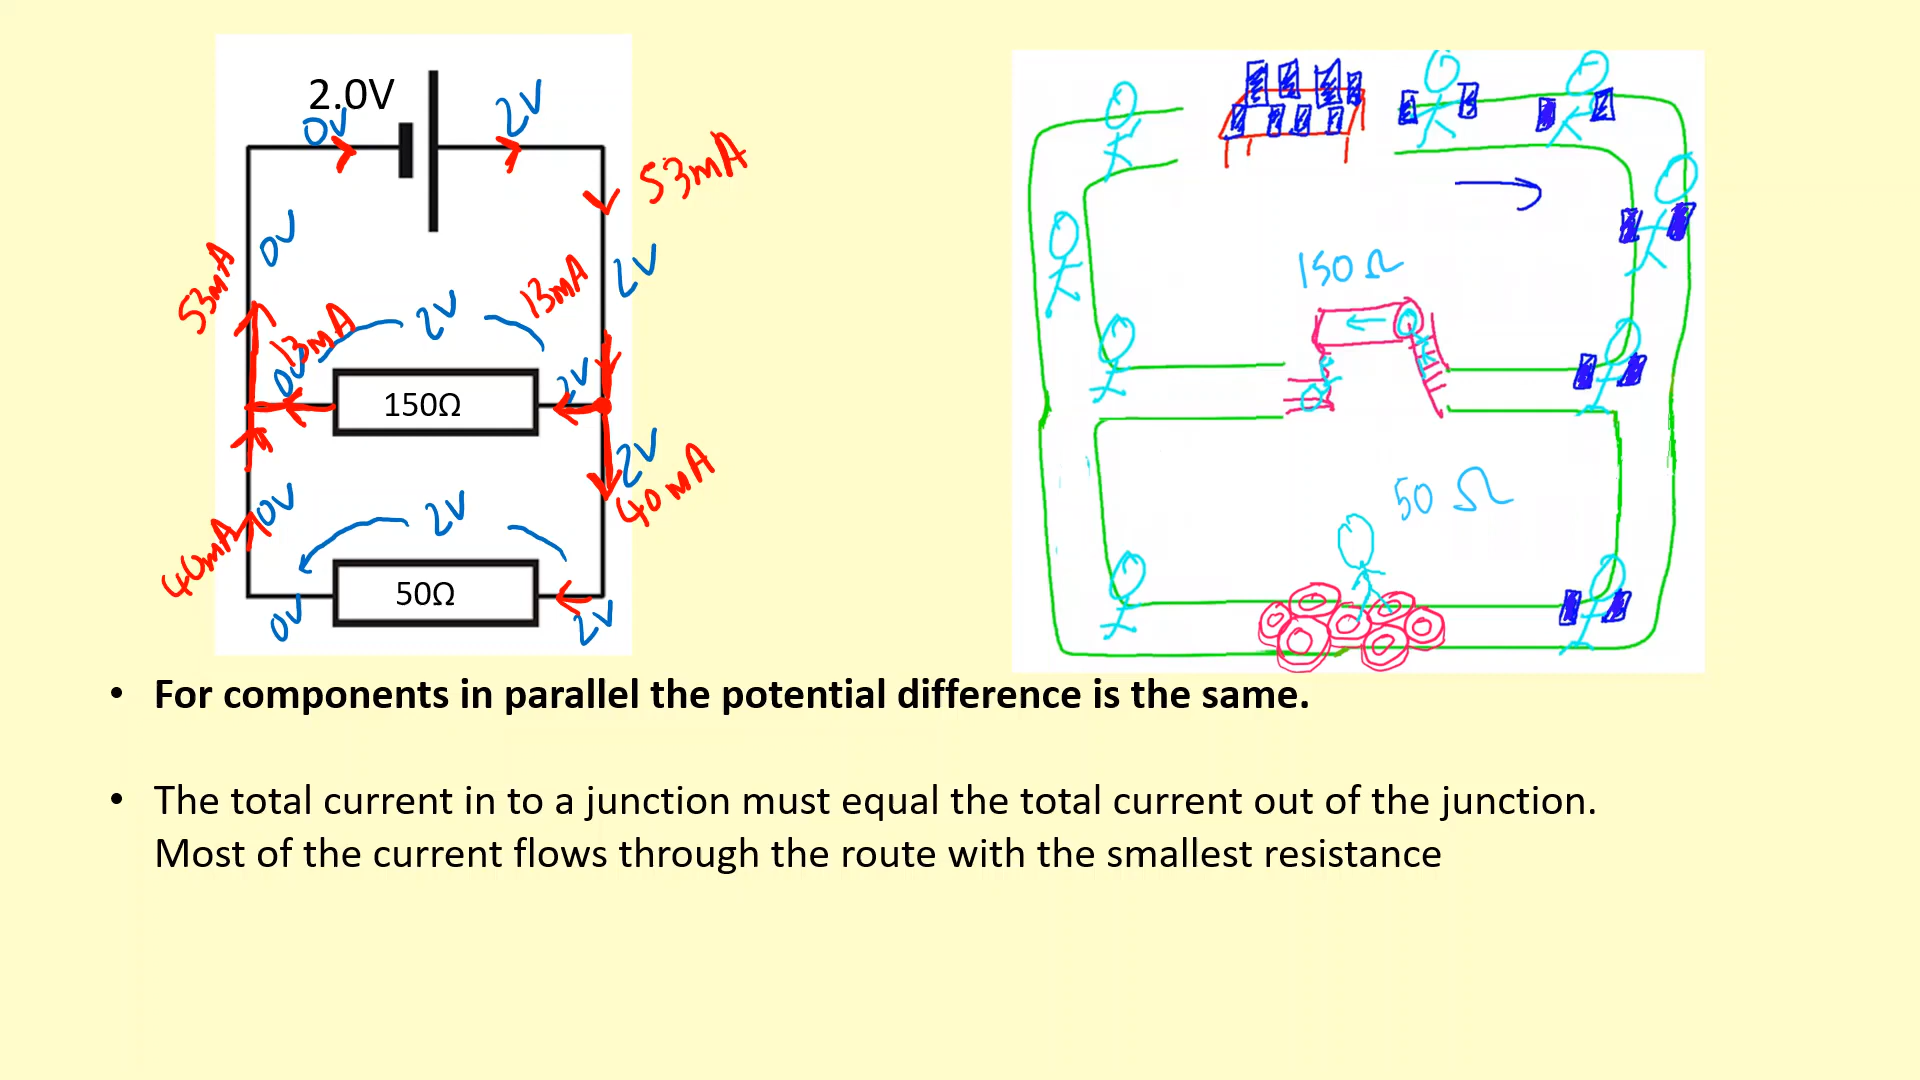 2.0V
0V
2V
53mA
0V
2V
53mA
13mA
2V
13mA
0V
150Ω
2V
2V
40mA
0V
2V
40mA
50Ω
0V
2V
150Ω
50Ω
• For components in parallel the potential difference is the same.
• The total current in to a junction must equal the total current out of the junction.
Most of the current flows through the route with the smallest resistance